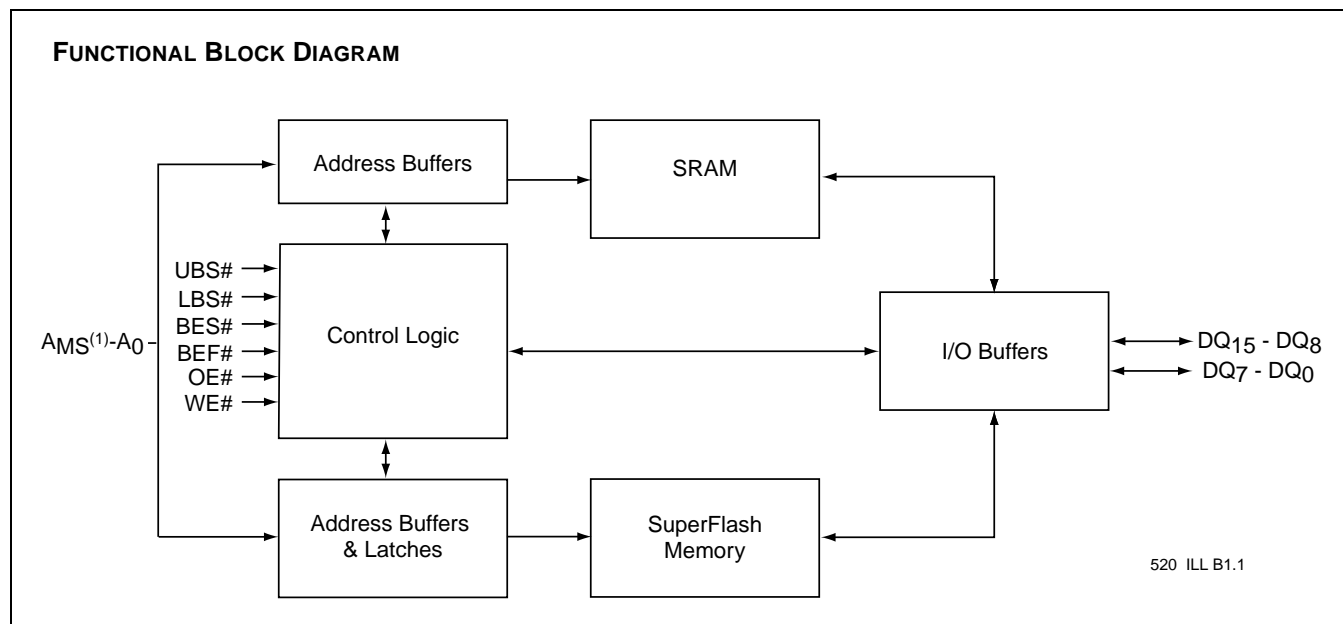 FUNCTIONAL BLOCK DIAGRAM
Address Buffers
SRAM
UBS#
LBS#
BES#
BEF#
OE#
WE#
AMS(1)-A0
Control Logic
I/O Buffers
DQ15 - DQ8
DQ7 - DQ0
Address Buffers
& Latches
SuperFlash
Memory
520 ILL B1.1